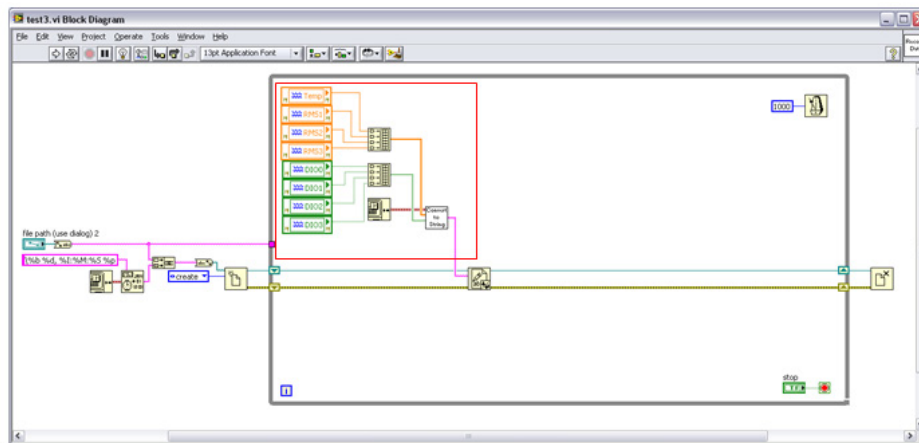 test3.vi Block Diagram
File Edit View Project Operate Tools Window Help
13pt Application Font
Temp
RMS1
RMS2
RMS3
DIO0
DIO1
DIO2
DIO3
1000
Convert
to
String
file path (use dialog) 2
(%b %d, %I:%M:%S %p
create
i
stop
TF